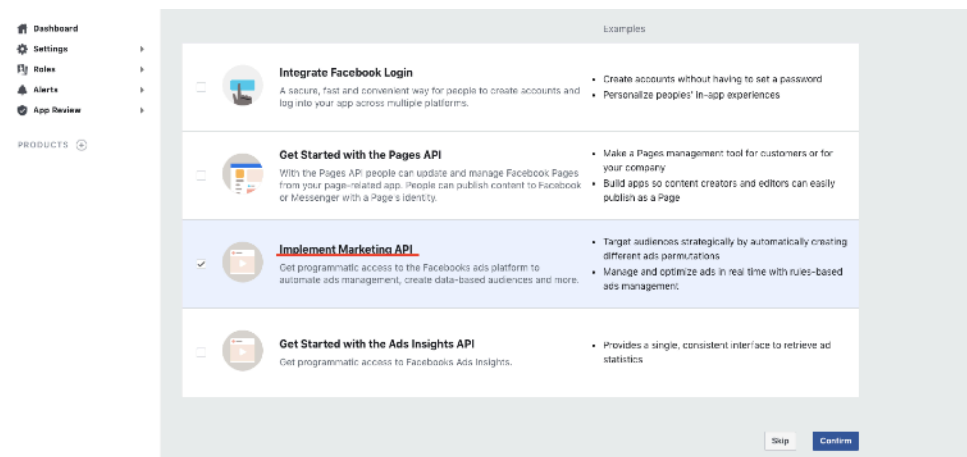 Dashboard
Settings
Roles
Alerts
App Review
PRODUCTS
Examples
Integrate Facebook Login
A secure, fast and convenient way for people to create accounts and
log into your app across multiple platforms.
• Create accounts without having to set a password
• Personalize peoples' in-app experiences
Get Started with the Pages API
With the Pages API people can update and manage Facebook Pages
from your page-related app. People can publish content to Facebook
or Messenger with a Page's identity.
• Make a Pages management tool for customers or for
your company
• Build apps so content creators and editors can easily
publish as a Page
Implement Marketing API
Get programmatic access to the Facebooks ads platform to
automate ads management, create data-based audiences and more.
• Target audiences strategically by automatically creating
different ads permutations
• Manage and optimize ads in real time with rules-based
ads management
Get Started with the Ads Insights API
Get programmatic access to Facebooks Ads Insights.
• Provides a single, consistent interface to retrieve ad
statistics
Skip
Confirm